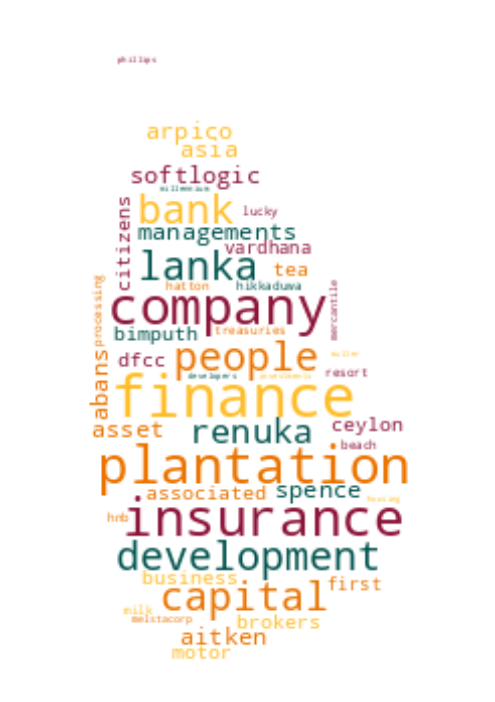 phillips
arpico
asia
softlogic
millennium
citizens
bank
lucky
managements
vardhana
lanka
tea
hatton
hikkaduwa
processing
company
mercantile
bimputh
treasuries
people
dfcc
abans
resort
developers
investments
finance
asset
renuka
ceylon
beach
plantation
associated
spence
housing
hnb
insurance
development
business
first
capital
milk
melstacorp
brokers
aitken
motor